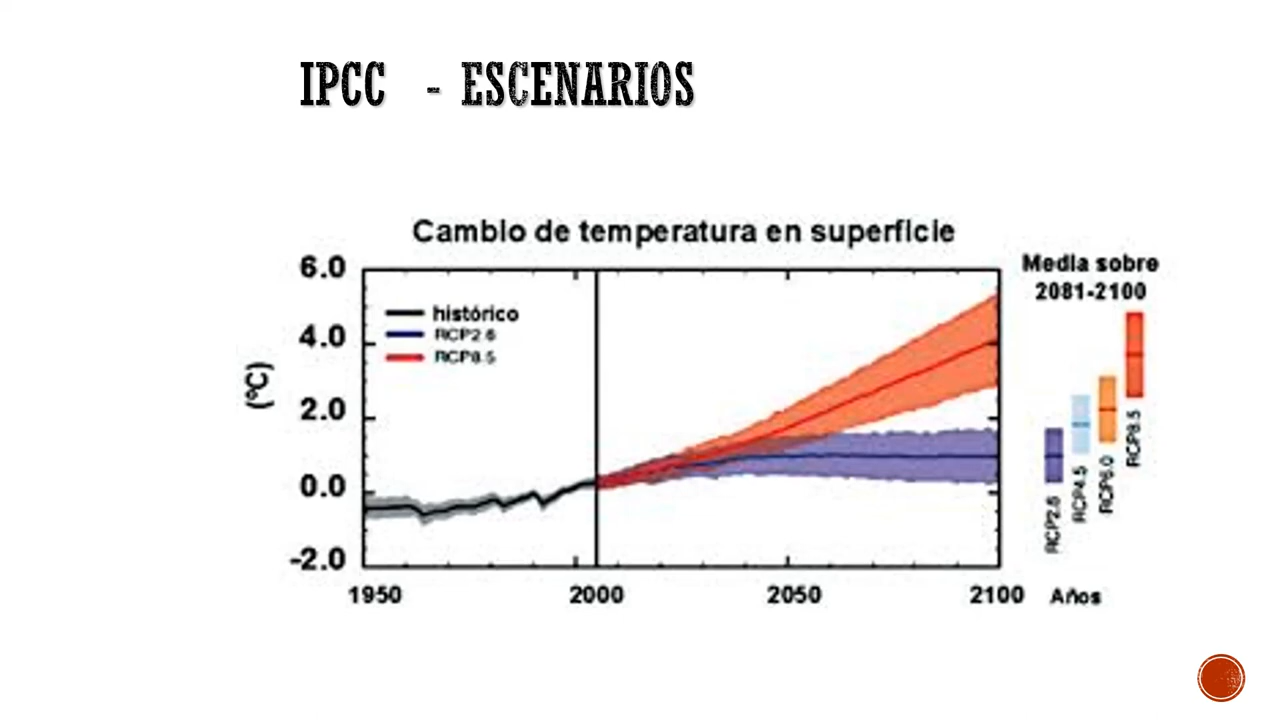 IPCC - ESCENARIOS
Cambio de temperatura en superficie
6.0
4.0
2.0
0.0
-2.0
(ºC)
histórico
RCP2.6
RCP8.5
1950
2000
2050
2100
Años
Media sobre
2081-2100
RCP2.6
RCP4.5
RCP6.0
RCP8.5